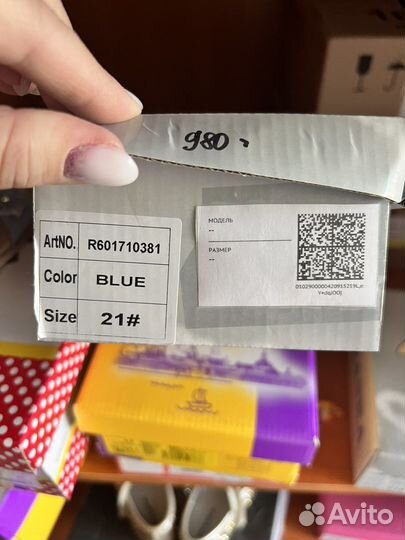 980
ArtNO. R601710381
Color BLUE
Size 21#
МОДЕЛЬ
--
РАЗМЕР
--
Avito